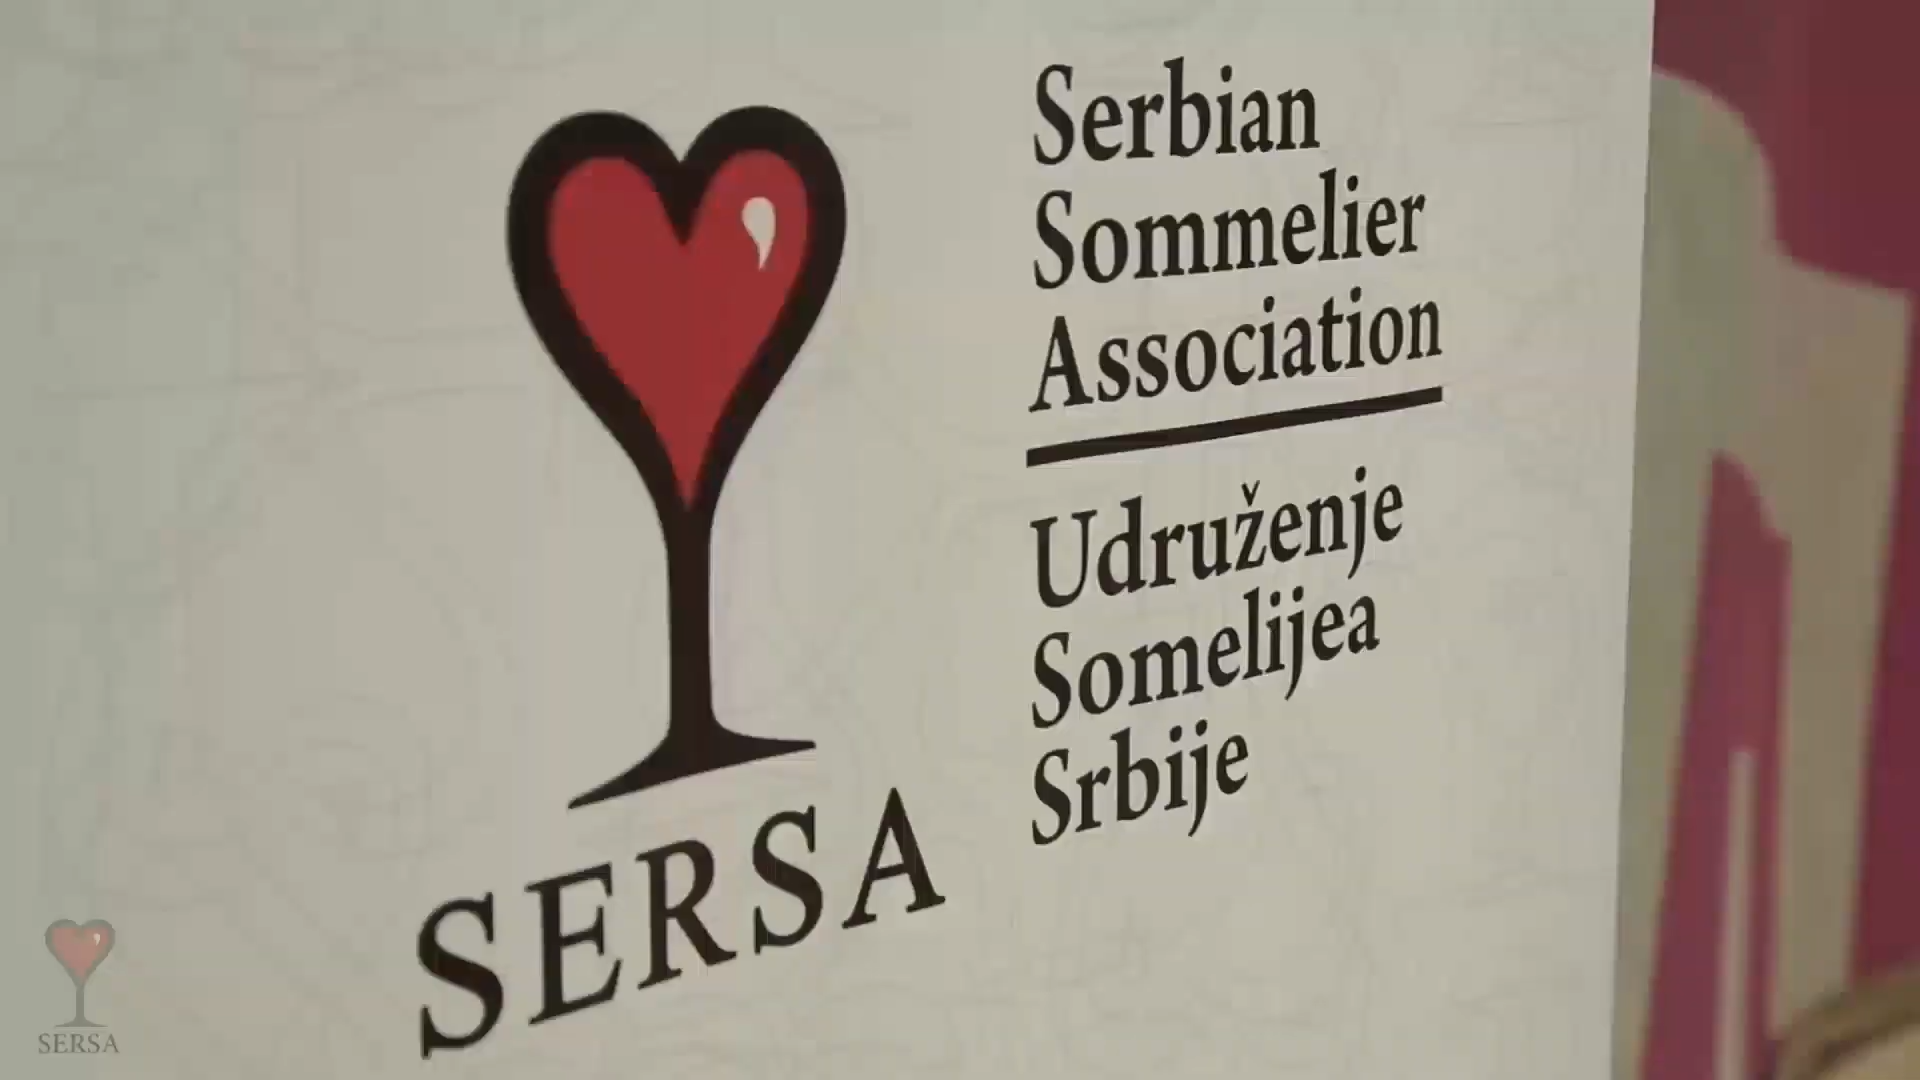 Serbian
Sommelier
Association
Udruženje
Somelijea
Srbije
SERSA
SERSA